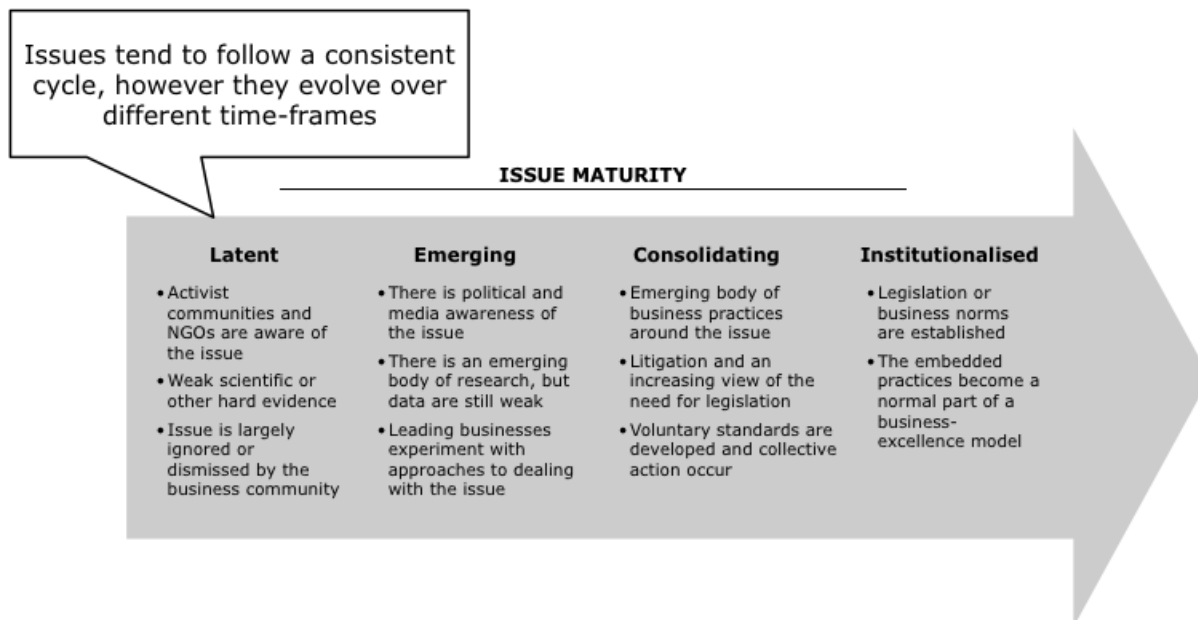 Issues tend to follow a consistent
cycle, however they evolve over
different time-frames
ISSUE MATURITY
Latent
• Activist
communities and
NGOs are aware of
the issue
• Weak scientific or
other hard evidence
• Issue is largely
ignored or
dismissed by the
business community
Emerging
• There is political and
media awareness of
the issue
• There is an emerging
body of research, but
data are still weak
• Leading businesses
experiment with
approaches to dealing
with the issue
Consolidating
• Emerging body of
business practices
around the issue
• Litigation and an
increasing view of the
need for legislation
• Voluntary standards are
developed and collective
action occur
Institutionalised
• Legislation or
business norms
are established
• The embedded
practices become a
normal part of a
business-
excellence model